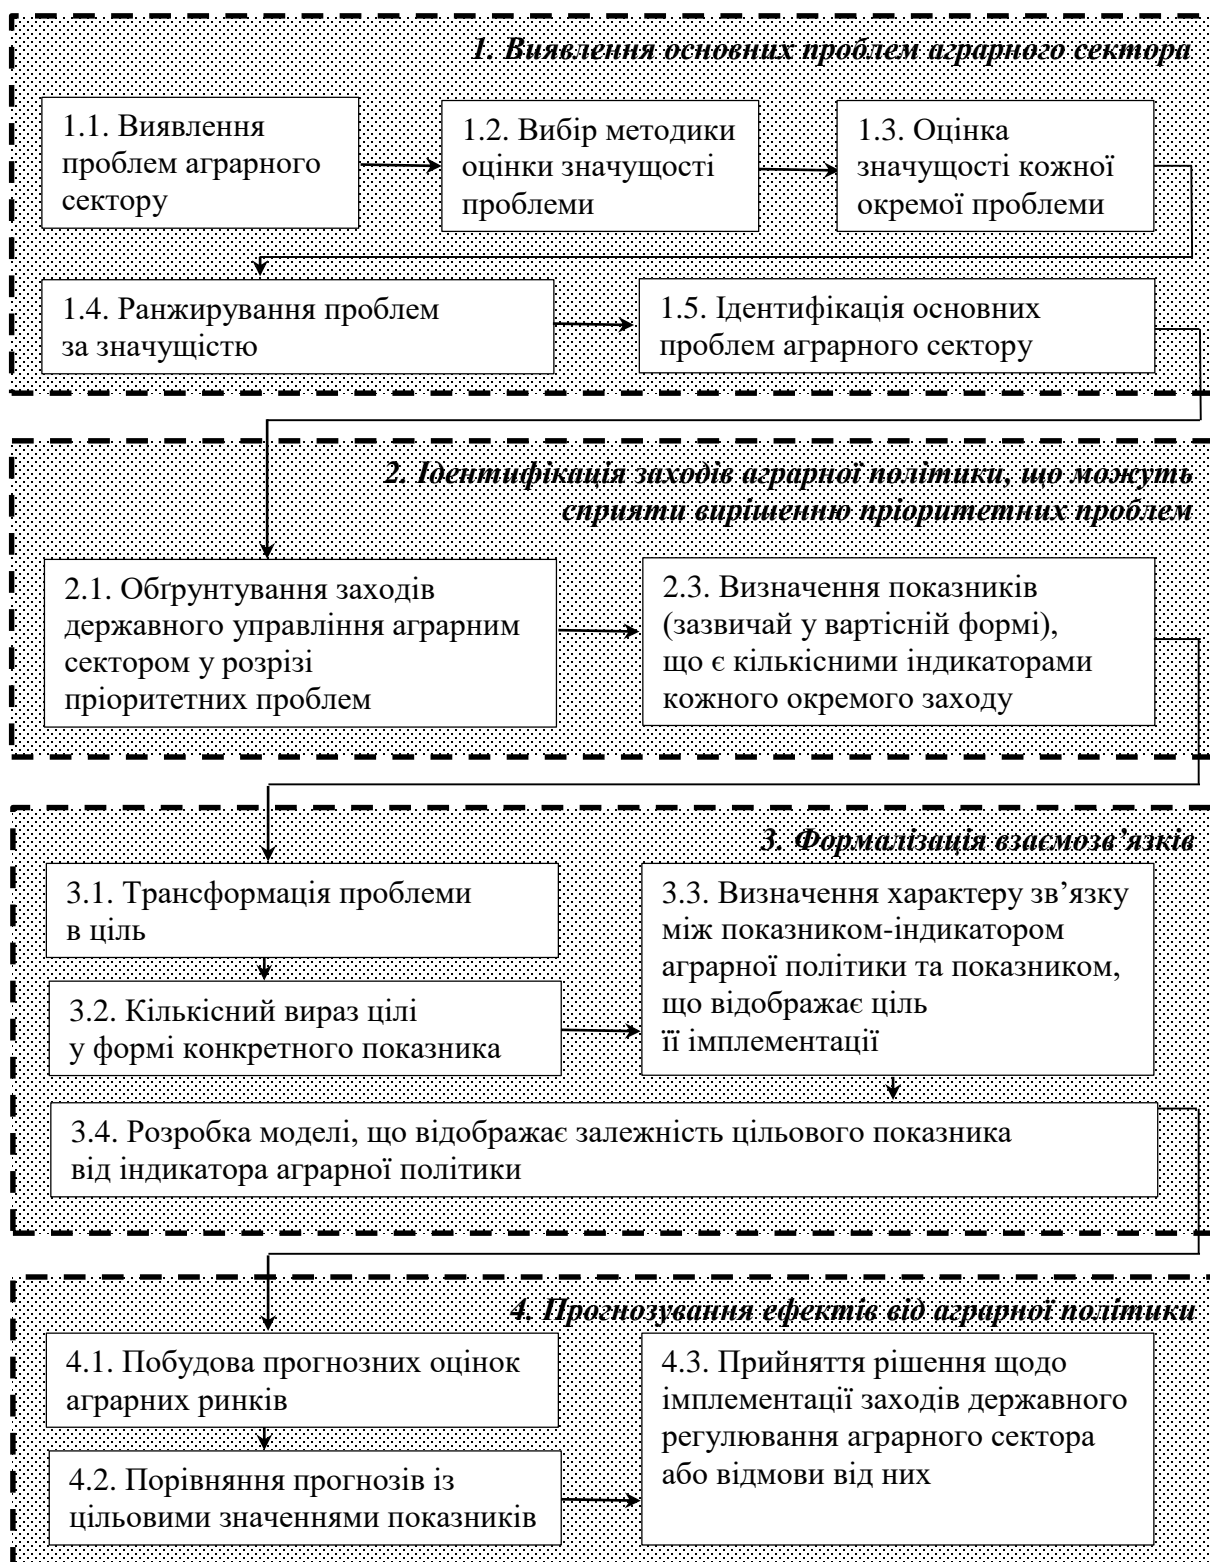 1. Виявлення основних проблем аграрного сектора
1.1. Виявлення
проблем аграрного
сектору
1.2. Вибір методики
оцінки значущості
проблеми
1.3. Оцінка
значущості кожної
окремої проблеми
1.4. Ранжирування проблем
за значущістю
1.5. Ідентифікація основних
проблем аграрного сектору
2. Ідентифікація заходів аграрної політики, що можуть
сприяти вирішенню пріоритетних проблем
2.1. Обґрунтування заходів
державного управління аграрним
сектором у розрізі
пріоритетних проблем
2.3. Визначення показників
(зазвичай у вартісній формі),
що є кількісними індикаторами
кожного окремого заходу
3. Формалізація взаємозв’язків
3.1. Трансформація проблеми
в ціль
3.2. Кількісний вираз цілі
у формі конкретного показника
3.3. Визначення характеру зв’язку
між показником-індикатором
аграрної політики та показником,
що відображає ціль
її імплементації
3.4. Розробка моделі, що відображає залежність цільового показника
від індикатора аграрної політики
4. Прогнозування ефектів від аграрної політики
4.1. Побудова прогнозних оцінок
аграрних ринків
4.2. Порівняння прогнозів із
цільовими значеннями показників
4.3. Прийняття рішення щодо
імплементації заходів державного
регулювання аграрного сектора
або відмови від них